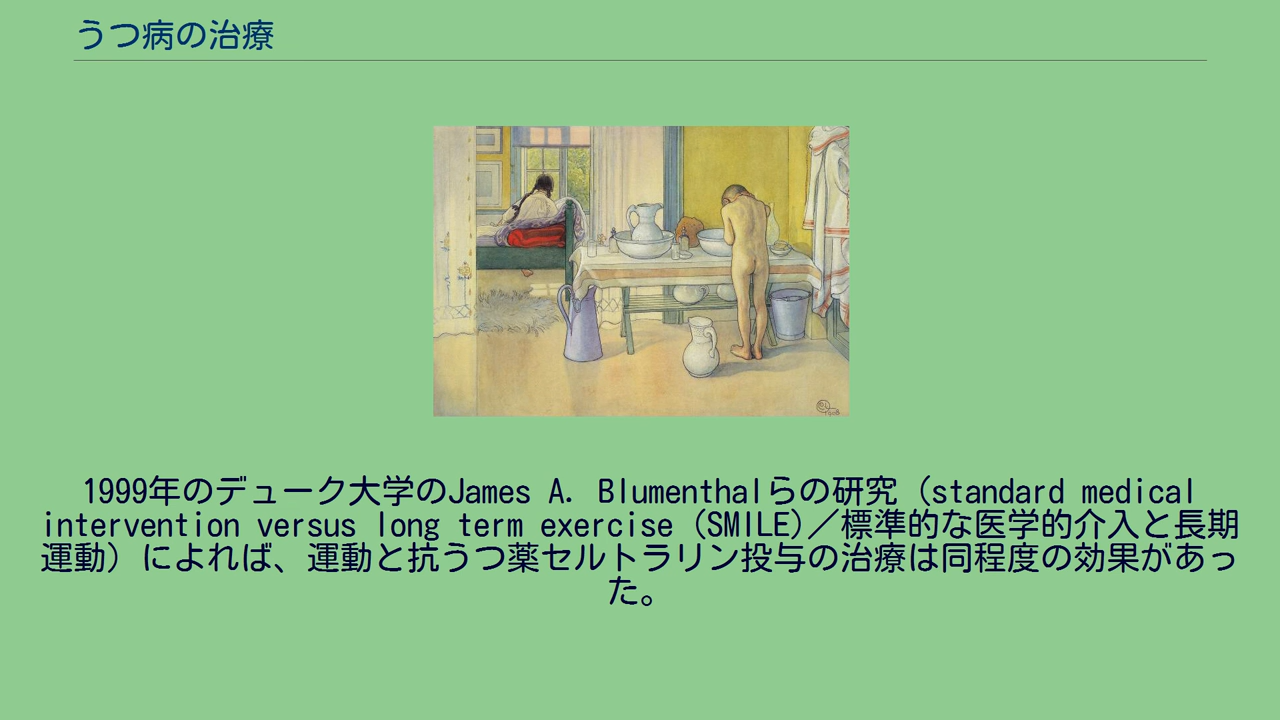 うつ病の治療
1999年のデューク大学のJames A. Blumenthalらの研究（standard medical
intervention versus long term exercise (SMILE)／標準的な医学的介入と長期
運動）によれば、運動と抗うつ薬セルトラリン投与の治療は同程度の効果があっ
た。